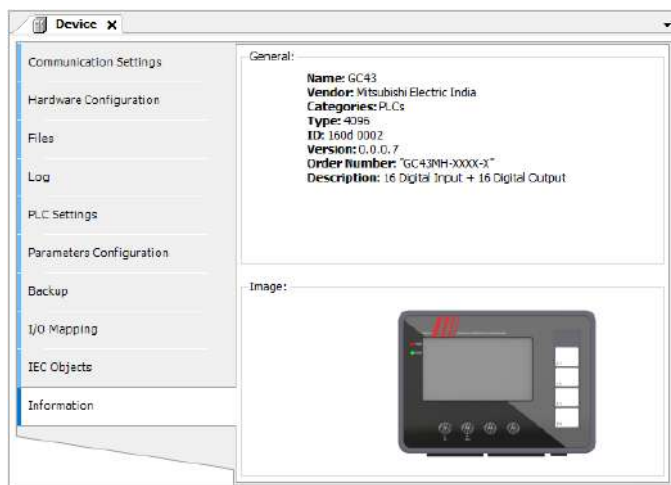 Device
Communication Settings
Hardware Configuration
Files
Log
PLC Settings
Parameters Configuration
Backup
I/O Mapping
IEC Objects
Information
General:
Name: GC43
Vendor: Mitsubishi Electric India
Categories: PLCs
Type: 4096
ID: 160d 0002
Version: 0.0.0.7
Order Number: "GC43MH-XXXX-X"
Description: 16 Digital Input + 16 Digital Output
Image: